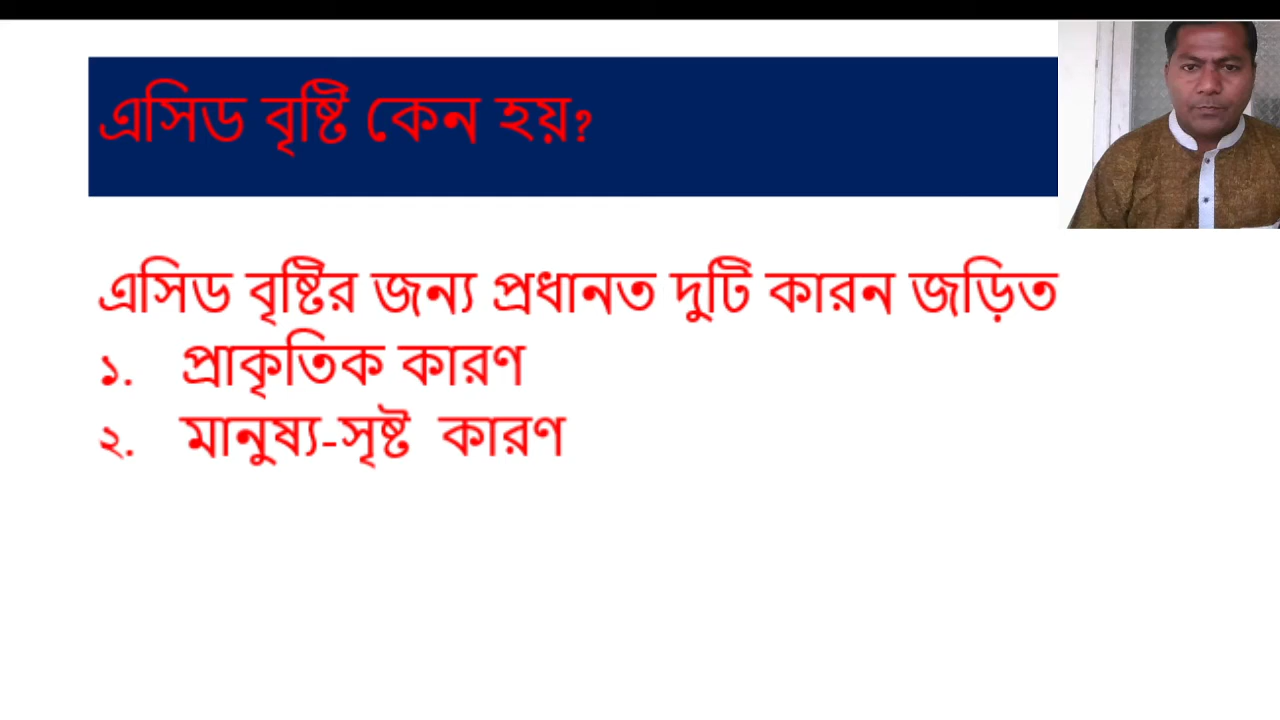 এসিড বৃষ্টি কেন হয়?
এসিড বৃষ্টির জন্য প্রধানত দুটি কারন জড়িত
১. প্রাকৃতিক কারণ
২. মানুষ্য-সৃষ্ট কারণ